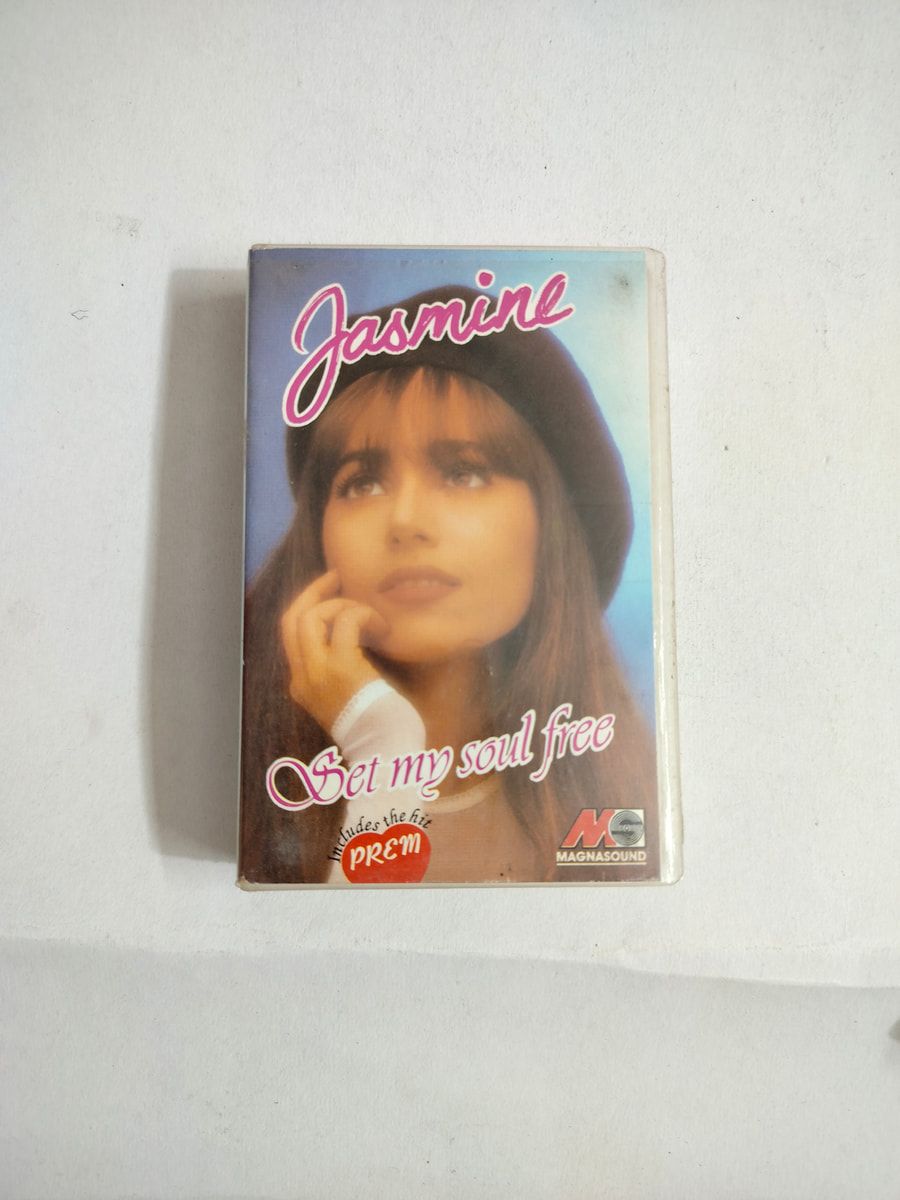 Jasmine
Set my soul free
Includes the hit
PREM
MAGNASOUND